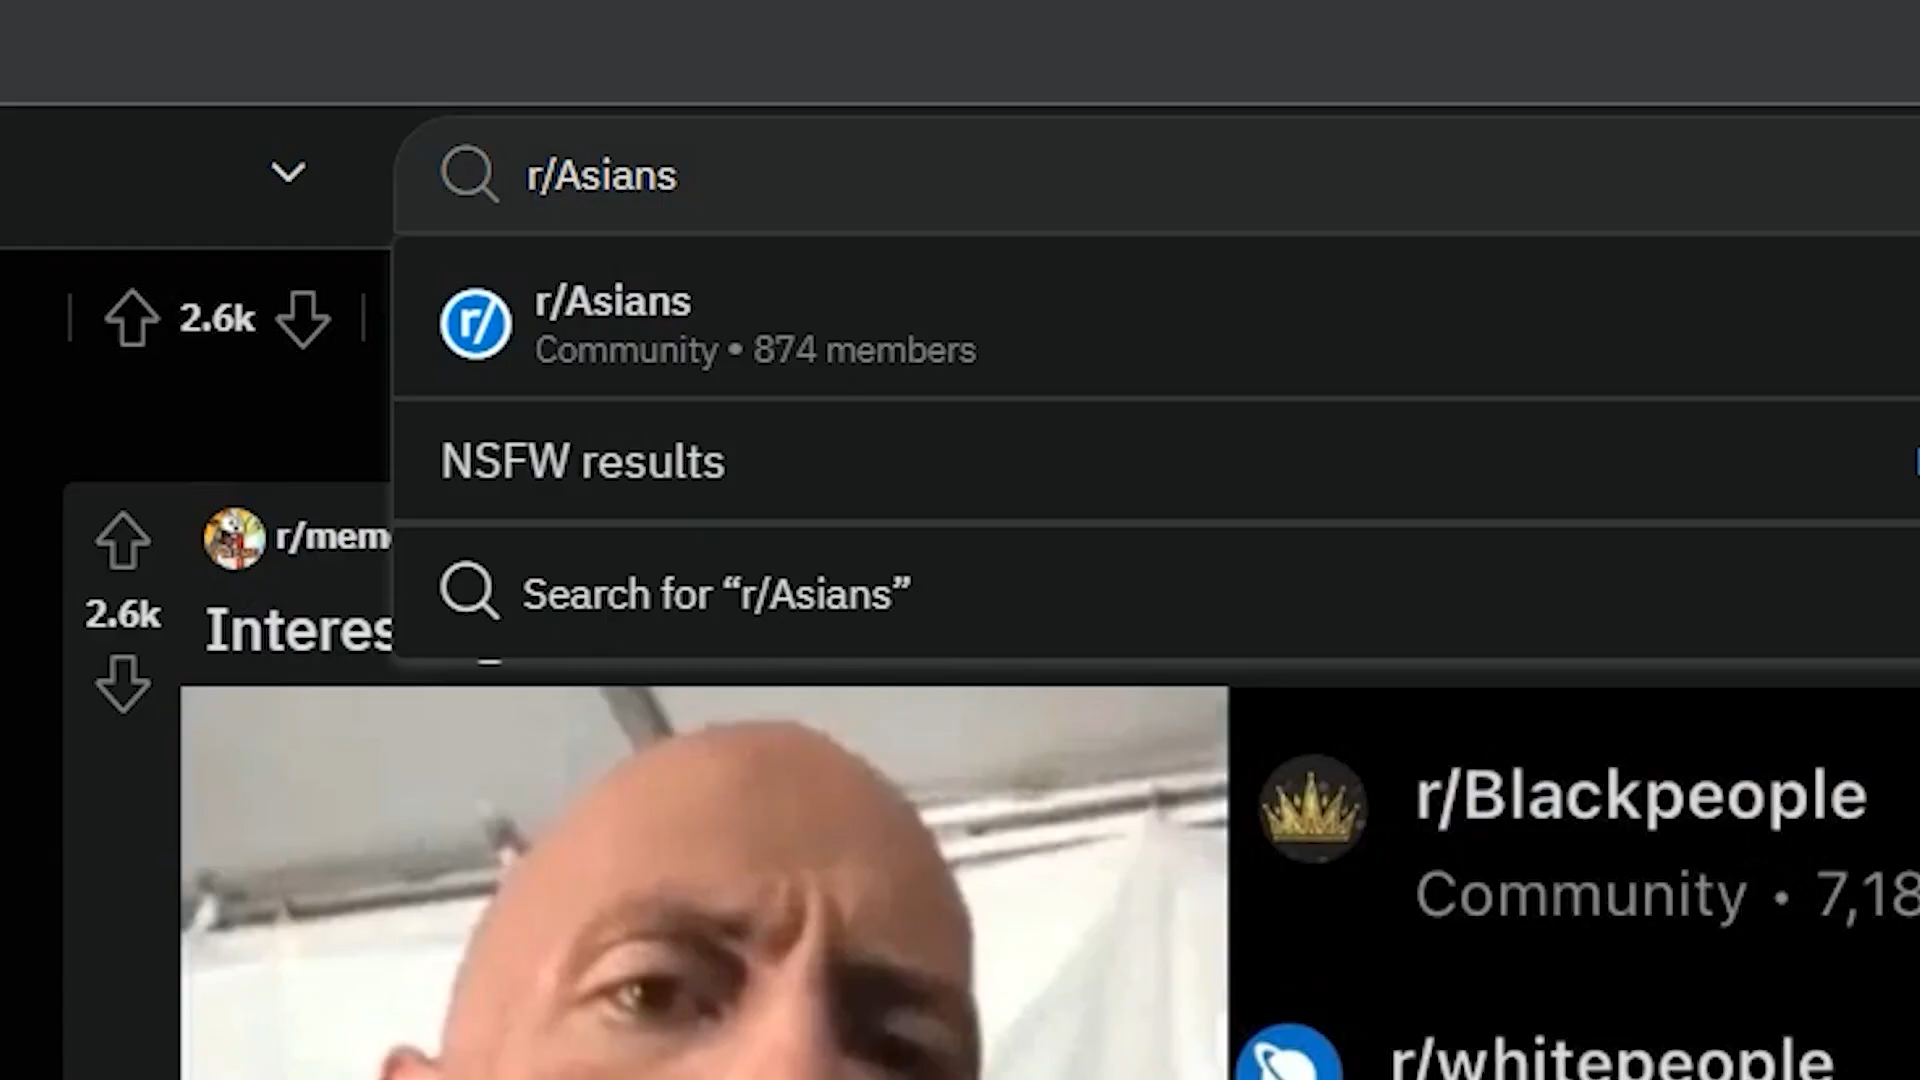 r/Asians
r/
r/Asians
Community • 874 members
2.6k
NSFW results
r/mem
Search for “r/Asians”
2.6k
Interes
r/Blackpeople
Community • 7,18
r/whitepeople